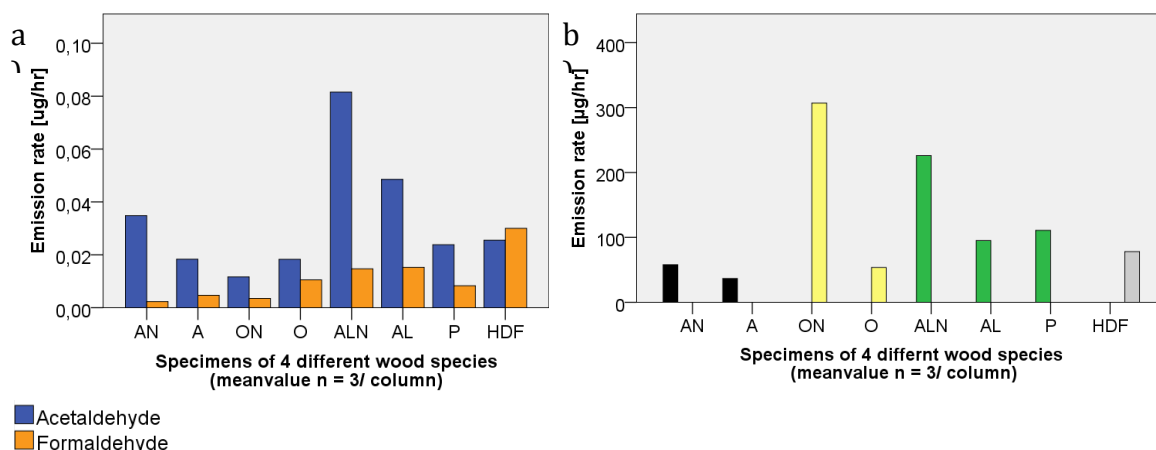 a
)
0,10
0,08
0,06
0,04
0,02
0,00
Emission rate [ug/hr]
AN A ON O ALN AL P HDF
Specimens of 4 different wood species
(meanvalue n = 3/ column)
Acetaldehyde
Formaldehyde
b
)
400
300
200
100
0
Emission rate [µg/hr]
AN A ON O ALN AL P HDF
Specimens of 4 differnt wood species
(meanvalue n = 3/ column)